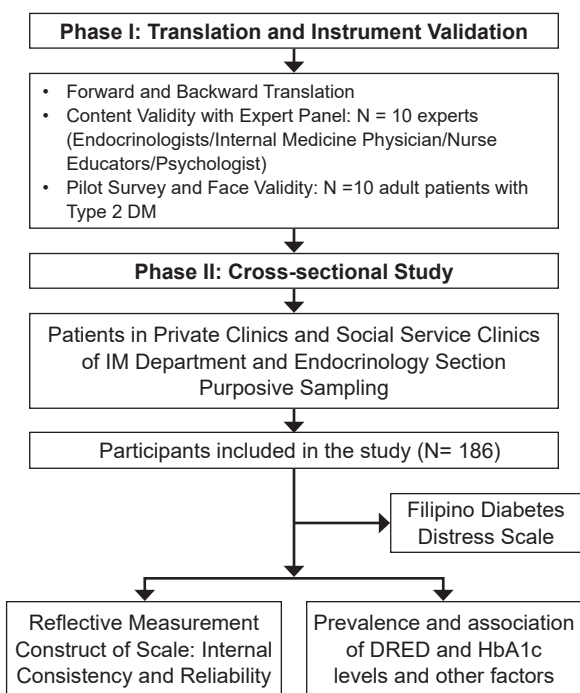 Phase I: Translation and Instrument Validation
• Forward and Backward Translation
• Content Validity with Expert Panel: N = 10 experts
(Endocrinologists/Internal Medicine Physician/Nurse
Educators/Psychologist)
• Pilot Survey and Face Validity: N =10 adult patients with
Type 2 DM
Phase II: Cross-sectional Study
Patients in Private Clinics and Social Service Clinics
of IM Department and Endocrinology Section
Purposive Sampling
Participants included in the study (N= 186)
Filipino Diabetes
Distress Scale
Reflective Measurement
Construct of Scale: Internal
Consistency and Reliability
Prevalence and association
of DRED and HbA1c
levels and other factors